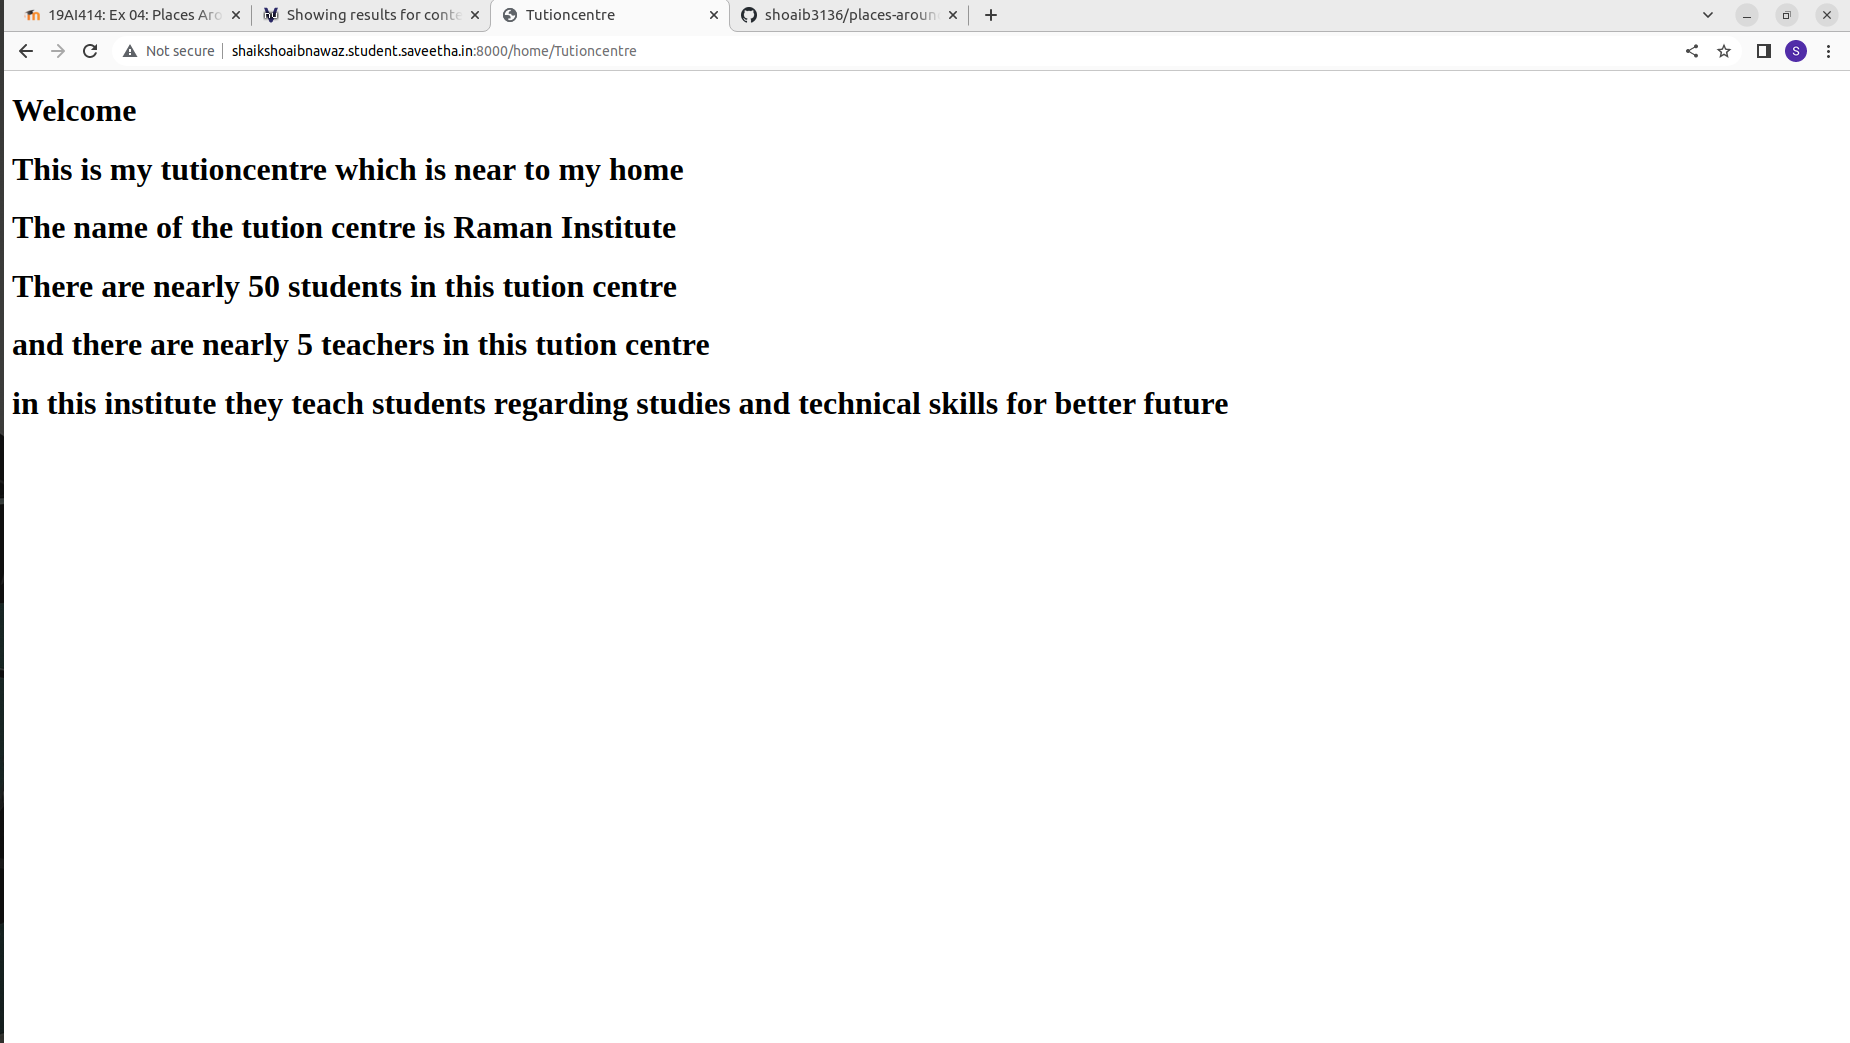 19AI414: Ex 04: Places Aro
Showing results for conte
Tutioncentre
shoaib3136/places-aroun
Not secure
shaikshoaibnawaz.student.saveetha.in:8000/home/Tutioncentre
S
Welcome
This is my tutioncentre which is near to my home
The name of the tution centre is Raman Institute
There are nearly 50 students in this tution centre
and there are nearly 5 teachers in this tution centre
in this institute they teach students regarding studies and technical skills for better future